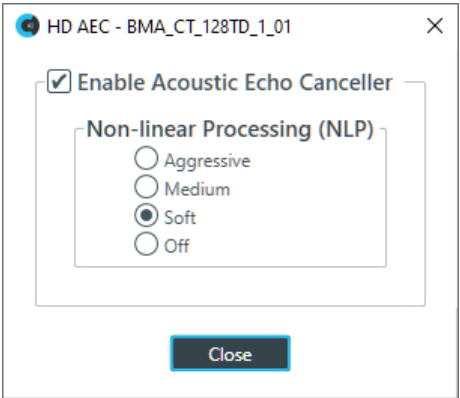 HD AEC - BMA_CT_128TD_1_01
Enable Acoustic Echo Canceller
Non-linear Processing (NLP)
Aggressive
Medium
Soft
Off
Close